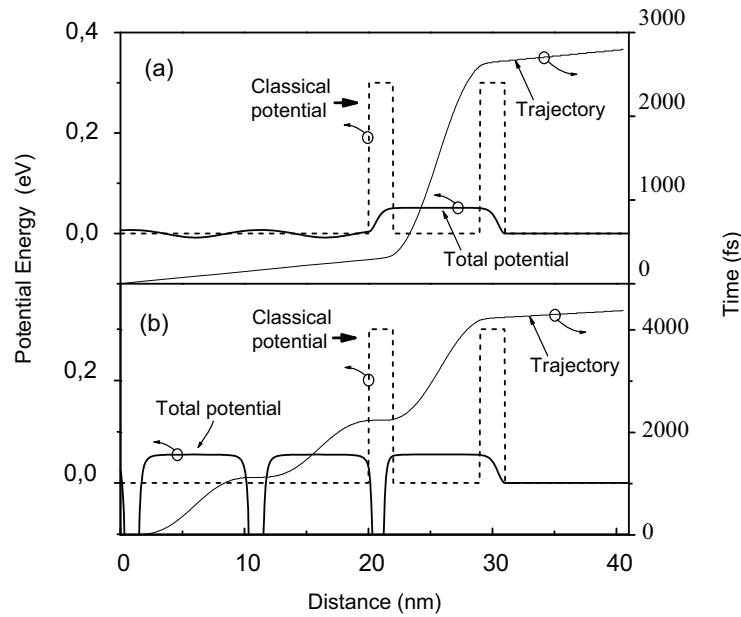 0,4
3000
(a)
Classical
potential
Trajectory
2000
0,2
1000
0,0
Total potential
0
Potential Energy (eV)
Time (fs)
(b)
Classical
potential
4000
Trajectory
0,2
Total potential
2000
0,0
0
0
10
20
30
40
Distance (nm)